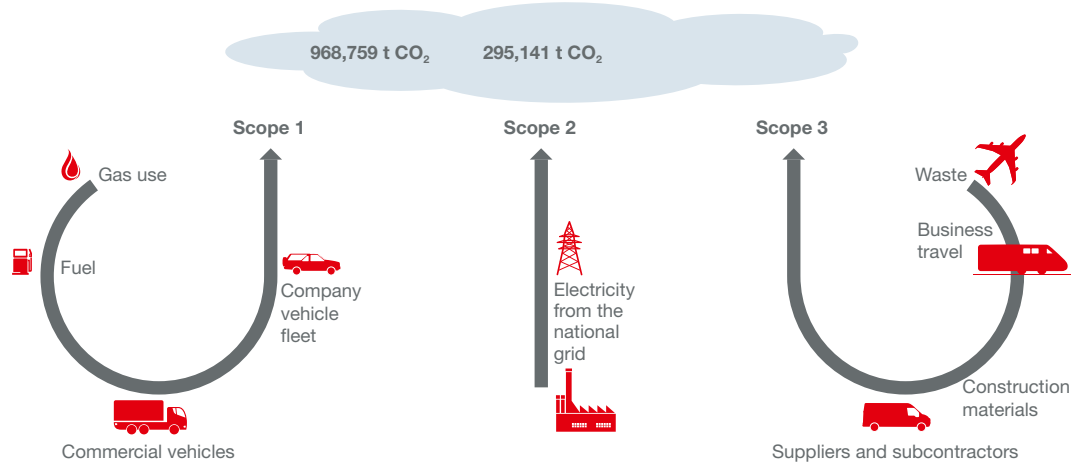 968,759 t CO₂
295,141 t CO₂
Scope 1
Scope 2
Scope 3
Gas use
Fuel
Company
vehicle
fleet
Commercial vehicles
Electricity
from the
national
grid
Waste
Business
travel
Construction
materials
Suppliers and subcontractors